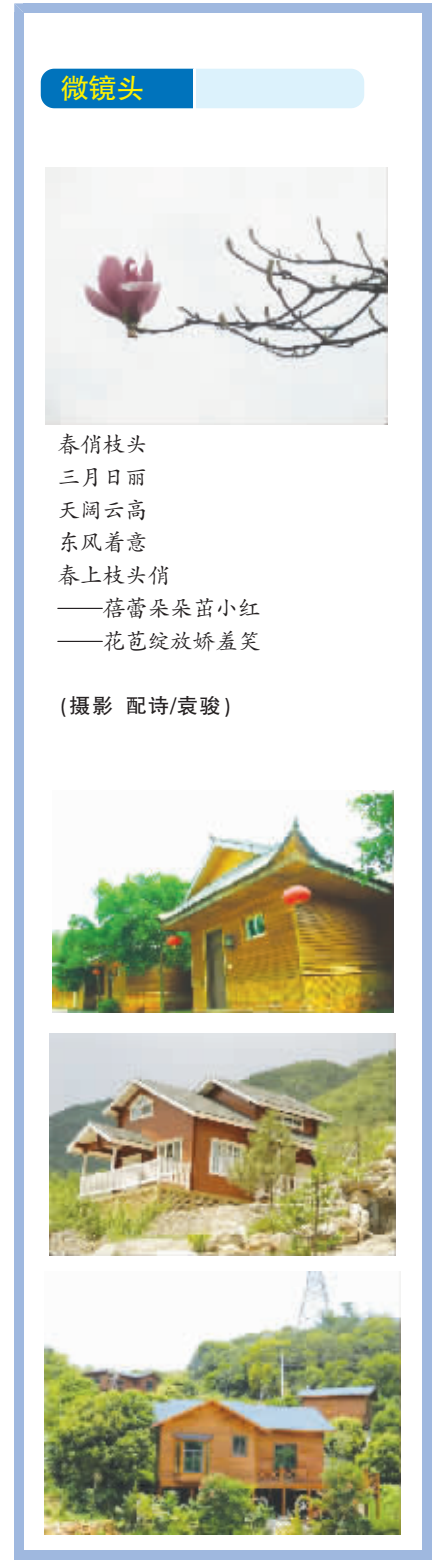 微镜头
春俏枝头
三月日丽
天阔云高
东风着意
春上枝头俏
——蓓蕾朵朵茁小红
——花苞绽放娇羞笑
(摄影 配诗/袁骏)